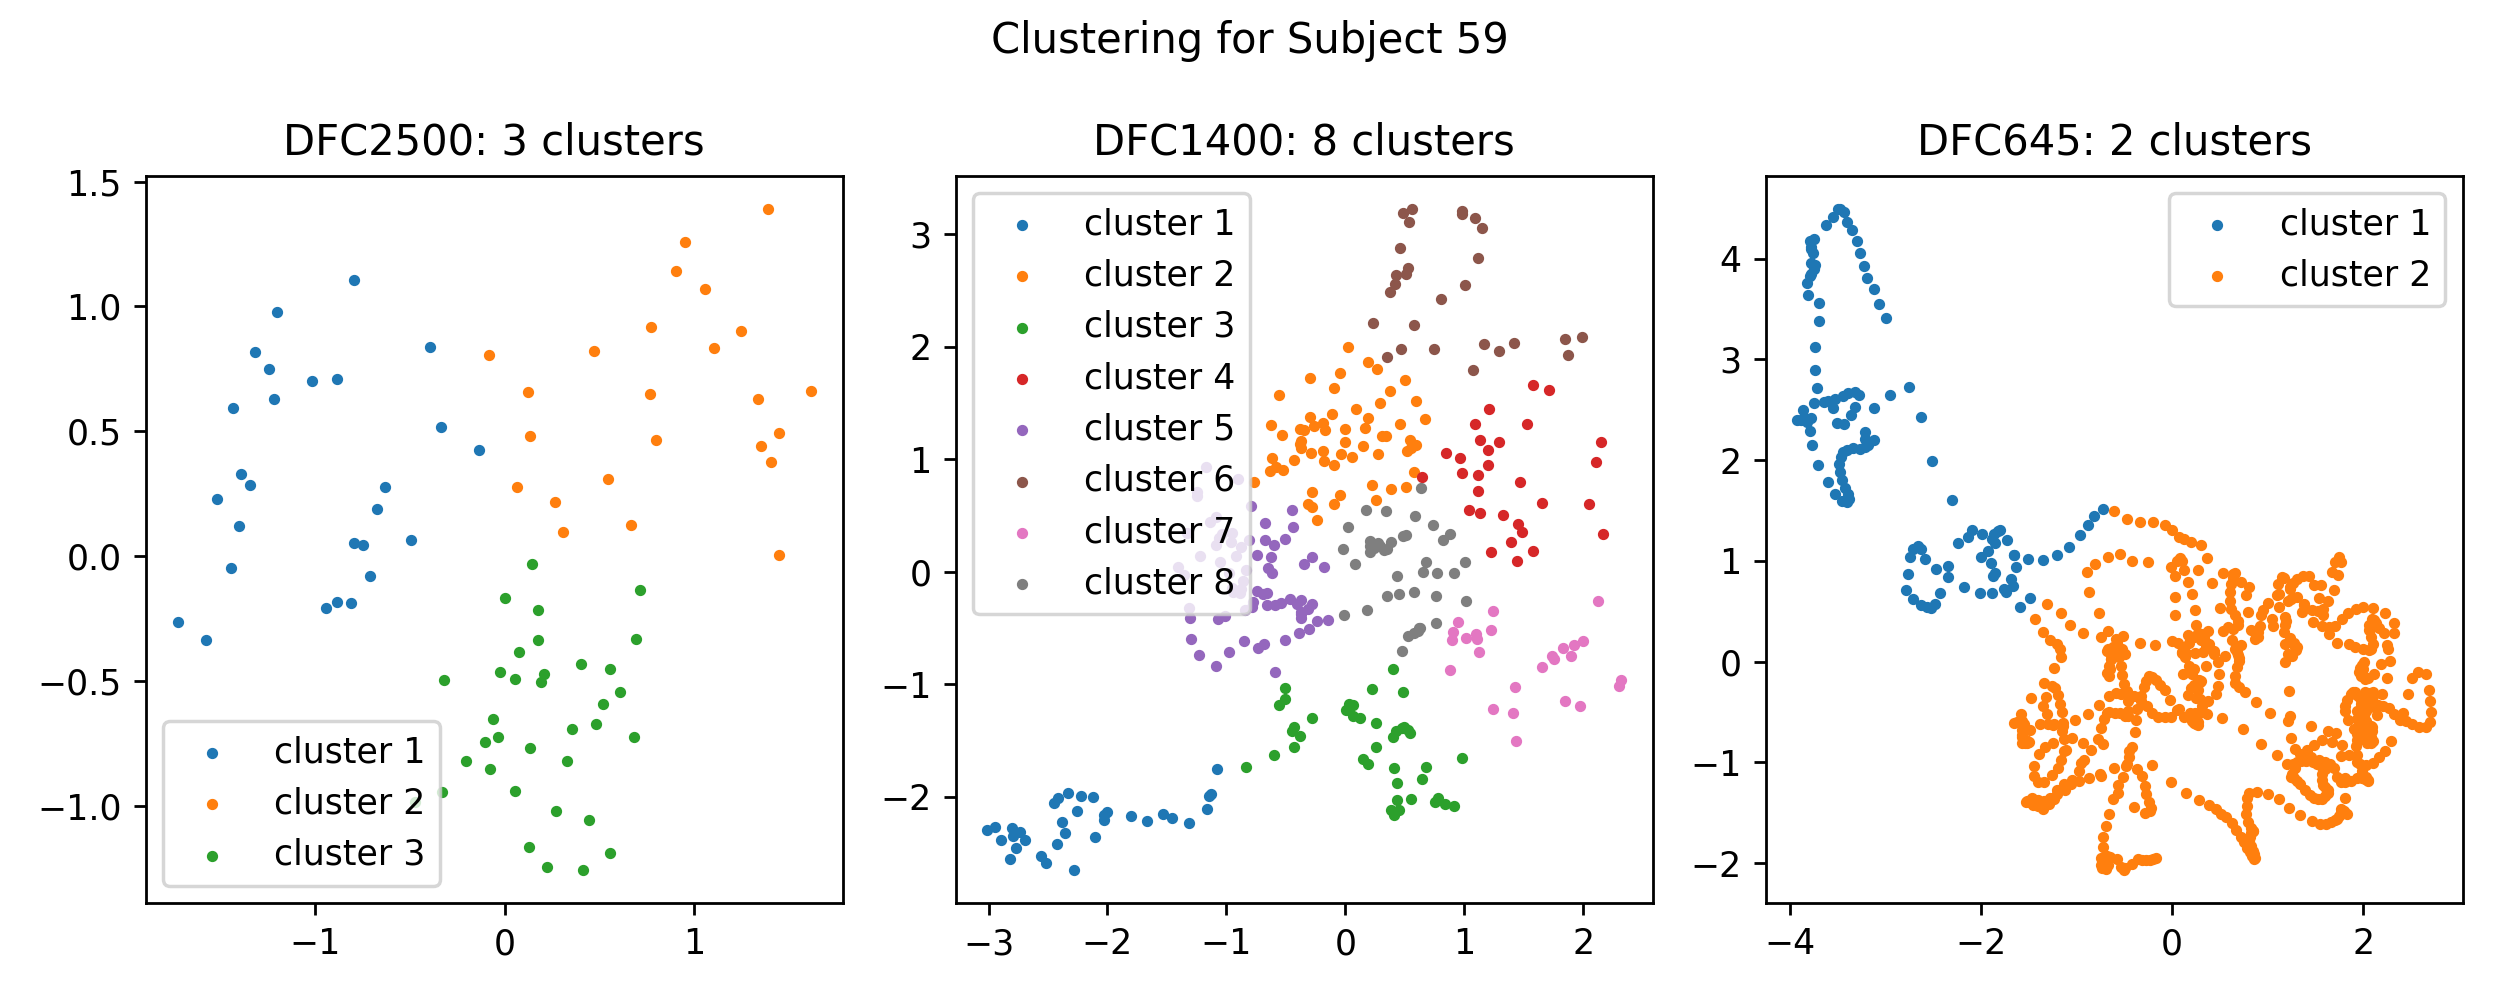 Clustering for Subject 59
DFC2500: 3 clusters
1.5
1.0
0.5
0.0
−0.5
−1.0
−1
0
1
cluster 1
cluster 2
cluster 3
DFC1400: 8 clusters
3
2
1
0
−1
−2
−3
−2
−1
0
1
2
cluster 1
cluster 2
cluster 3
cluster 4
cluster 5
cluster 6
cluster 7
cluster 8
DFC645: 2 clusters
4
3
2
1
0
−1
−2
−4
−2
0
2
cluster 1
cluster 2